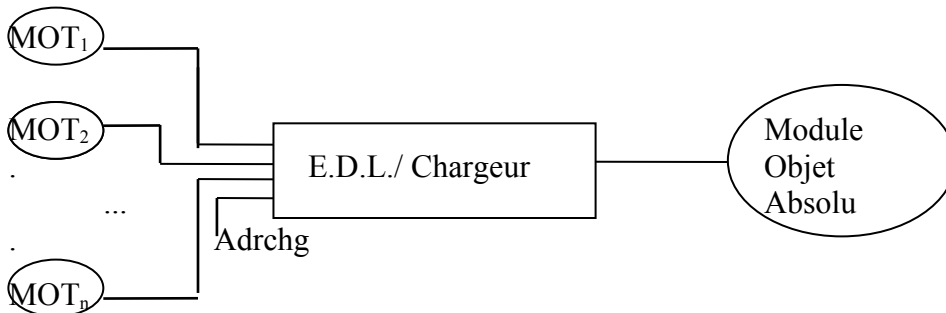 MOT₁
MOT₂
.
...
.
MOTₙ
E.D.L./ Chargeur
Adrchg
Module
Objet
Absolu